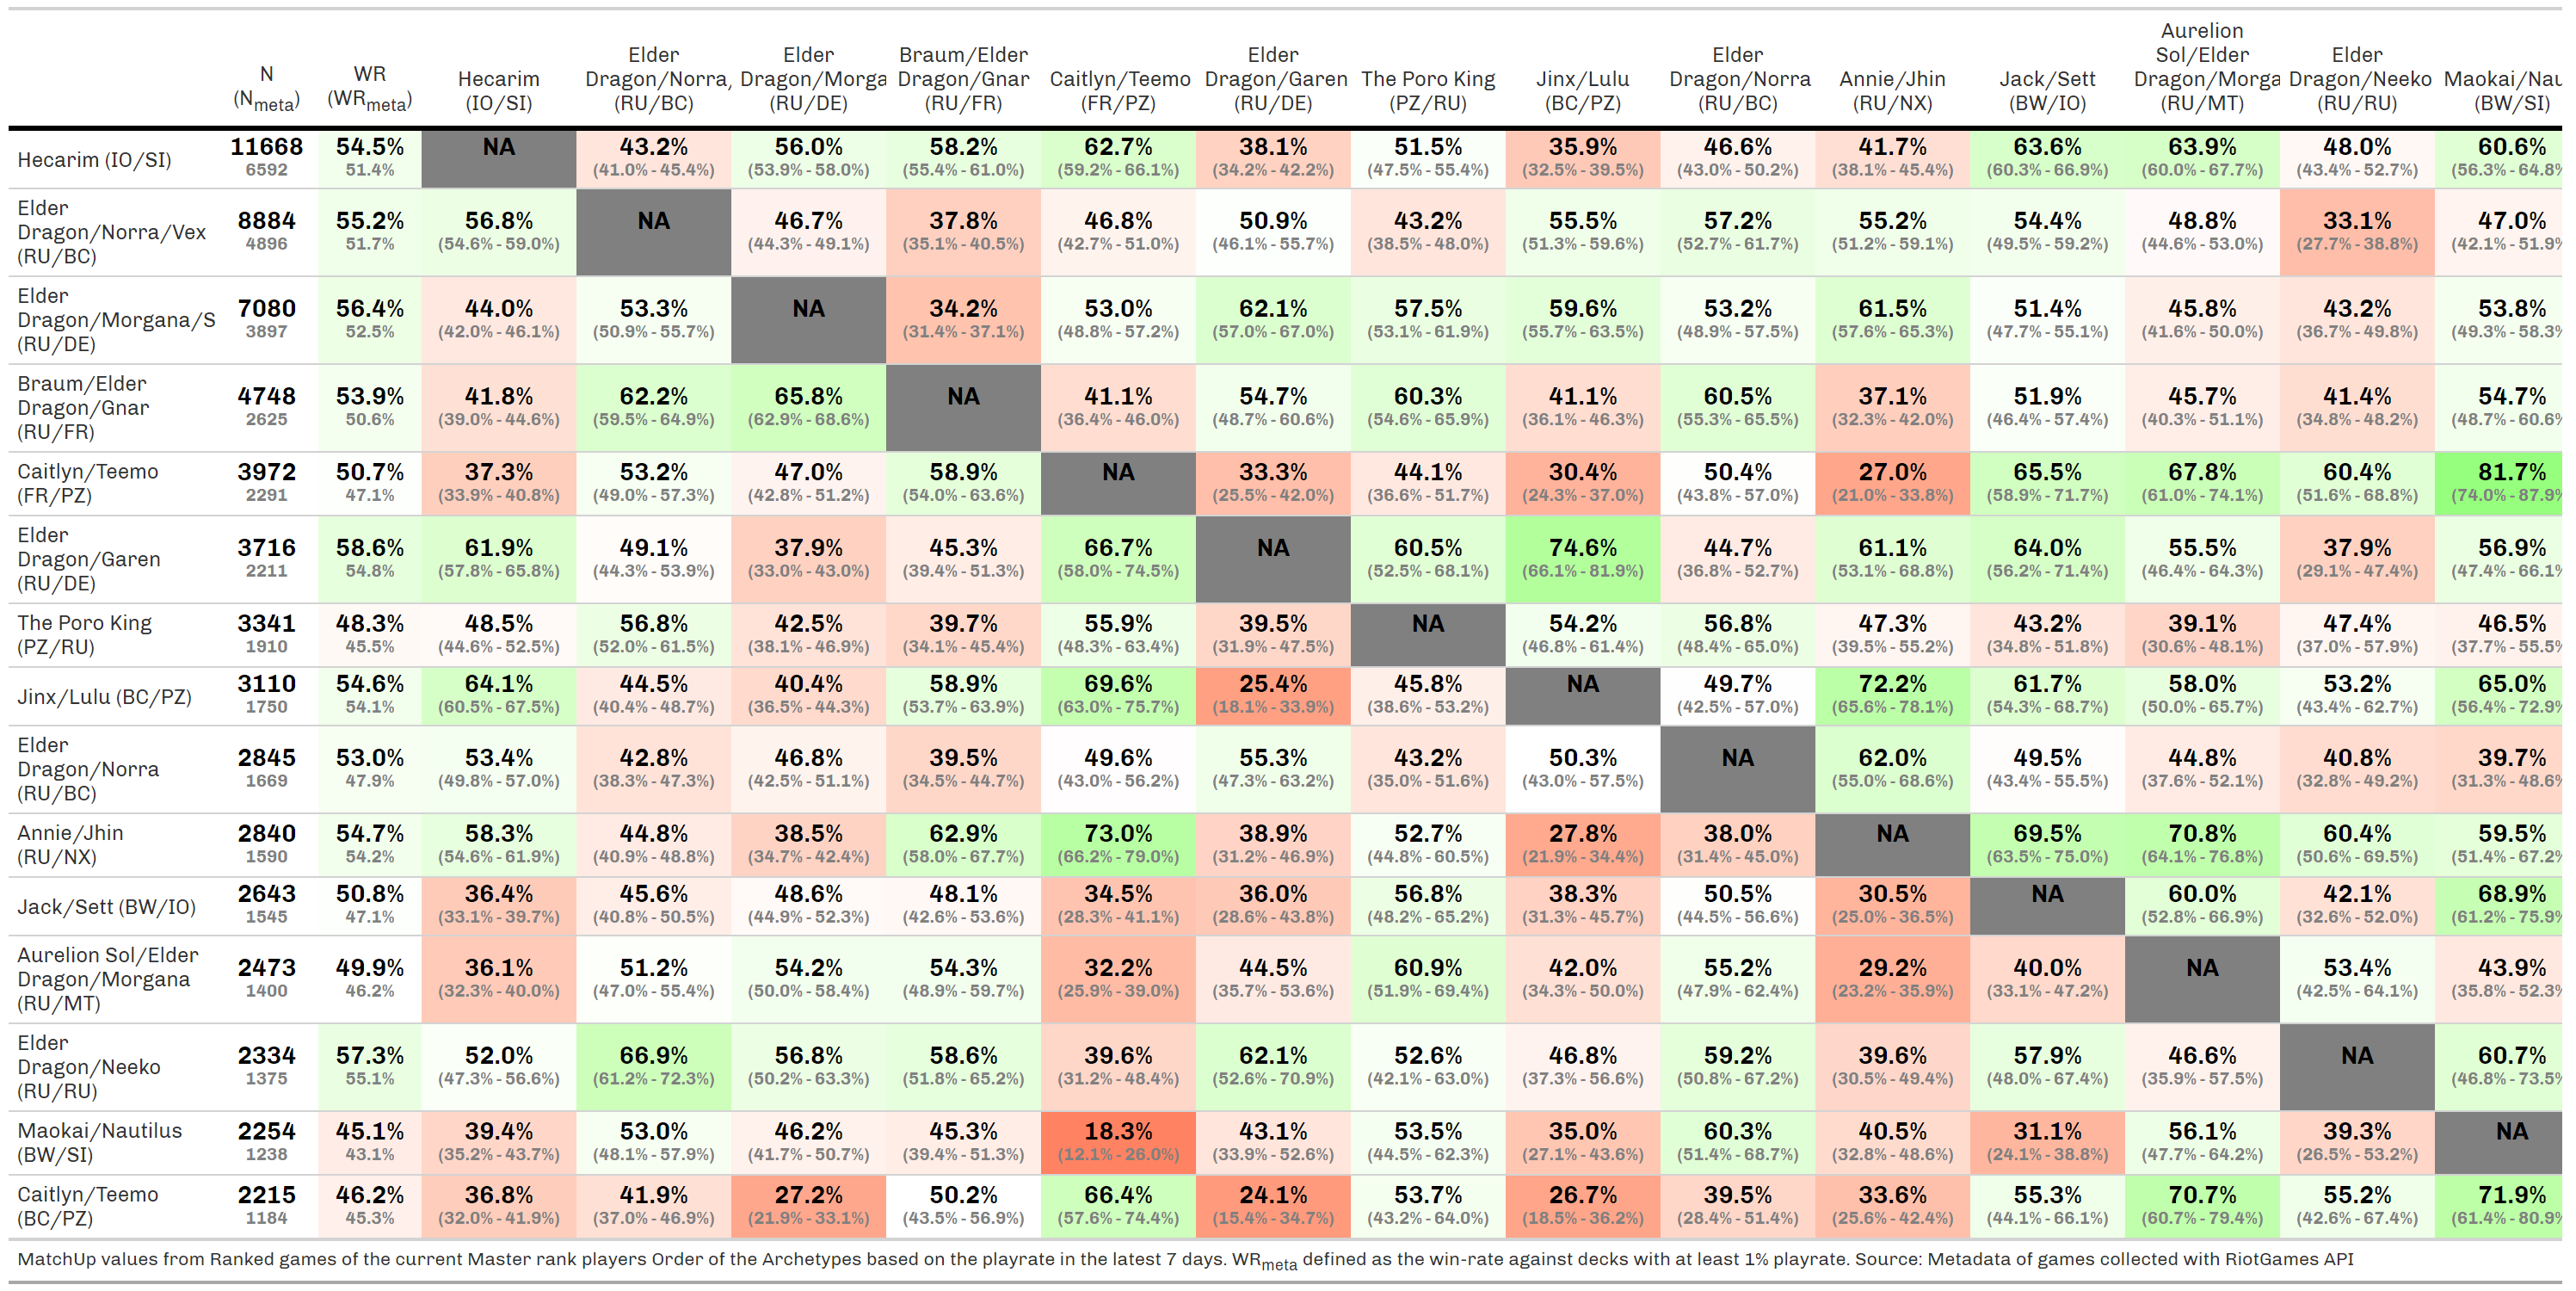 N
(Nmeta)
WR
(WRmeta)
Hecarim
(IO/SI)
Elder
Dragon/Norra,
(RU/BC)
Elder
Dragon/Morga
(RU/DE)
Braum/Elder
Dragon/Gnar
(RU/FR)
Caitlyn/Teemo
(FR/PZ)
Elder
Dragon/Garen
(RU/DE)
The Poro King
(PZ/RU)
Jinx/Lulu
(BC/PZ)
Elder
Dragon/Norra
(RU/BC)
Annie/Jhin
(RU/NX)
Jack/Sett
(BW/IO)
Aurelion
Sol/Elder
Dragon/Morga
(RU/MT)
Elder
Dragon/Neeko
(RU/RU)
Maokai/Nau
(BW/SI)
Hecarim (IO/SI)
11668 54.5% NA 43.2% 56.0% 58.2% 62.7% 38.1% 51.5% 35.9% 46.6% 41.7% 63.6% 63.9% 48.0% 60.6%
6592 51.4% (41.0% - 45.4%) (53.9% - 58.0%) (55.4% - 61.0%) (59.2% - 66.1%) (34.2% - 42.2%) (47.5% - 55.4%) (32.5% - 39.5%) (43.0% - 50.2%) (38.1% - 45.4%) (60.3% - 66.9%) (60.0% - 67.7%) (43.4% - 52.7%) (56.3% - 64.8%
Elder
Dragon/Norra/Vex
(RU/BC)
8884 55.2% 56.8% NA 46.7% 37.8% 46.8% 50.9% 43.2% 55.5% 57.2% 55.2% 54.4% 48.8% 33.1% 47.0%
4896 51.7% (54.6% - 59.0%) (44.3% - 49.1%) (35.1% - 40.5%) (42.7% - 51.0%) (46.1% - 55.7%) (38.5% - 48.0%) (51.3% - 59.6%) (52.7% - 61.7%) (51.2% - 59.1%) (49.5% - 59.2%) (44.6% - 53.0%) (27.7% - 38.8%) (42.1% - 51.9%
Elder
Dragon/Morgana/S
(RU/DE)
7080 56.4% 44.0% 53.3% NA 34.2% 53.0% 62.1% 57.5% 59.6% 53.2% 61.5% 51.4% 45.8% 43.2% 53.8%
3897 52.5% (42.0% - 46.1%) (50.9% - 55.7%) (31.4% - 37.1%) (48.8% - 57.2%) (57.0% - 67.0%) (53.1% - 61.9%) (55.7% - 63.5%) (48.9% - 57.5%) (57.6% - 65.3%) (47.7% - 55.1%) (41.6% - 50.0%) (36.7% - 49.8%) (49.3% - 58.3%
Braum/Elder
Dragon/Gnar
(RU/FR)
4748 53.9% 41.8% 62.2% 65.8% NA 41.1% 54.7% 60.3% 41.1% 60.5% 37.1% 51.9% 45.7% 41.4% 54.7%
2625 50.6% (39.0% - 44.6%) (59.5% - 64.9%) (62.9% - 68.6%) (36.4% - 46.0%) (48.7% - 60.6%) (54.6% - 65.9%) (36.1% - 46.3%) (55.3% - 65.5%) (32.3% - 42.0%) (46.4% - 57.4%) (40.3% - 51.1%) (34.8% - 48.2%) (48.7% - 60.6%
Caitlyn/Teemo
(FR/PZ)
3972 50.7% 37.3% 53.2% 47.0% 58.9% NA 33.3% 44.1% 30.4% 50.4% 27.0% 65.5% 67.8% 60.4% 81.7%
2291 47.1% (33.9% - 40.8%) (49.0% - 57.3%) (42.8% - 51.2%) (54.0% - 63.6%) (25.5% - 42.0%) (36.6% - 51.7%) (24.3% - 37.0%) (43.8% - 57.0%) (21.0% - 33.8%) (58.9% - 71.7%) (61.0% - 74.1%) (51.6% - 68.8%) (74.0% - 87.9%
Elder
Dragon/Garen
(RU/DE)
3716 58.6% 61.9% 49.1% 37.9% 45.3% 66.7% NA 60.5% 74.6% 44.7% 61.1% 64.0% 55.5% 37.9% 56.9%
2211 54.8% (57.8% - 65.8%) (44.3% - 53.9%) (33.0% - 43.0%) (39.4% - 51.3%) (58.0% - 74.5%) (52.5% - 68.1%) (66.1% - 81.9%) (36.8% - 52.7%) (53.1% - 68.8%) (56.2% - 71.4%) (46.4% - 64.3%) (29.1% - 47.4%) (47.4% - 66.1%
The Poro King
(PZ/RU)
3341 48.3% 48.5% 56.8% 42.5% 39.7% 55.9% 39.5% NA 54.2% 56.8% 47.3% 43.2% 39.1% 47.4% 46.5%
1910 45.5% (44.6% - 52.5%) (52.0% - 61.5%) (38.1% - 46.9%) (34.1% - 45.4%) (48.3% - 63.4%) (31.9% - 47.5%) (46.8% - 61.4%) (48.4% - 65.0%) (39.5% - 55.2%) (34.8% - 51.8%) (30.6% - 48.1%) (37.0% - 57.9%) (37.7% - 55.5%
Jinx/Lulu (BC/PZ)
3110 54.6% 64.1% 44.5% 40.4% 58.9% 69.6% 25.4% 45.8% NA 49.7% 72.2% 61.7% 58.0% 53.2% 65.0%
1750 54.1% (60.5% - 67.5%) (40.4% - 48.7%) (36.5% - 44.3%) (53.7% - 63.9%) (63.0% - 75.7%) (18.1% - 33.9%) (38.6% - 53.2%) (42.5% - 57.0%) (65.6% - 78.1%) (54.3% - 68.7%) (50.0% - 65.7%) (43.4% - 62.7%) (56.4% - 72.9%
Elder
Dragon/Norra
(RU/BC)
2845 53.0% 53.4% 42.8% 46.8% 39.5% 49.6% 55.3% 43.2% 50.3% NA 62.0% 49.5% 44.8% 40.8% 39.7%
1669 47.9% (49.8% - 57.0%) (38.3% - 47.3%) (42.5% - 51.1%) (34.5% - 44.7%) (43.0% - 56.2%) (47.3% - 63.2%) (35.0% - 51.6%) (43.0% - 57.5%) (55.0% - 68.6%) (43.4% - 55.5%) (37.6% - 52.1%) (32.8% - 49.2%) (31.3% - 48.6%
Annie/Jhin
(RU/NX)
2840 54.7% 58.3% 44.8% 38.5% 62.9% 73.0% 38.9% 52.7% 27.8% 38.0% NA 69.5% 70.8% 60.4% 59.5%
1590 54.2% (54.6% - 61.9%) (40.9% - 48.8%) (34.7% - 42.4%) (58.0% - 67.7%) (66.2% - 79.0%) (31.2% - 46.9%) (44.8% - 60.5%) (21.9% - 34.4%) (31.4% - 45.0%) (63.5% - 75.0%) (64.1% - 76.8%) (50.6% - 69.5%) (51.4% - 67.2%
Jack/Sett (BW/IO)
2643 50.8% 36.4% 45.6% 48.6% 48.1% 34.5% 36.0% 56.8% 38.3% 50.5% 30.5% NA 60.0% 42.1% 68.9%
1545 47.1% (33.1% - 39.7%) (40.8% - 50.5%) (44.9% - 52.3%) (42.6% - 53.6%) (28.3% - 41.1%) (28.6% - 43.8%) (48.2% - 65.2%) (31.3% - 45.7%) (44.5% - 56.6%) (25.0% - 36.5%) (52.8% - 66.9%) (32.6% - 52.0%) (61.2% - 75.9%
Aurelion Sol/Elder
Dragon/Morgana
(RU/MT)
2473 49.9% 36.1% 51.2% 54.2% 54.3% 32.2% 44.5% 60.9% 42.0% 55.2% 29.2% 40.0% NA 53.4% 43.9%
1400 46.2% (32.3% - 40.0%) (47.0% - 55.4%) (50.0% - 58.4%) (48.9% - 59.7%) (25.9% - 39.0%) (35.7% - 53.6%) (51.9% - 69.4%) (34.3% - 50.0%) (47.9% - 62.4%) (23.2% - 35.9%) (33.1% - 47.2%) (42.5% - 64.1%) (35.8% - 52.3%
Elder
Dragon/Neeko
(RU/RU)
2334 57.3% 52.0% 66.9% 56.8% 58.6% 39.6% 62.1% 52.6% 46.8% 59.2% 39.6% 57.9% 46.6% NA 60.7%
1375 55.1% (47.3% - 56.6%) (61.2% - 72.3%) (50.2% - 63.3%) (51.8% - 65.2%) (31.2% - 48.4%) (52.6% - 70.9%) (42.1% - 63.0%) (37.3% - 56.6%) (50.8% - 67.2%) (30.5% - 49.4%) (48.0% - 67.4%) (35.9% - 57.5%) (46.8% - 73.5%
Maokai/Nautilus
(BW/SI)
2254 45.1% 39.4% 53.0% 46.2% 45.3% 18.3% 43.1% 53.5% 35.0% 60.3% 40.5% 31.1% 56.1% 39.3% NA
1238 43.1% (35.2% - 43.7%) (48.1% - 57.9%) (41.7% - 50.7%) (39.4% - 51.3%) (12.1% - 26.0%) (33.9% - 52.6%) (44.5% - 62.3%) (27.1% - 43.6%) (51.4% - 68.7%) (32.8% - 48.6%) (24.1% - 38.8%) (47.7% - 64.2%) (26.5% - 53.2%)
Caitlyn/Teemo
(BC/PZ)
2215 46.2% 36.8% 41.9% 27.2% 50.2% 66.4% 24.1% 53.7% 26.7% 39.5% 33.6% 55.3% 70.7% 55.2% 71.9%
1184 45.3% (32.0% - 41.9%) (37.0% - 46.9%) (21.9% - 33.1%) (43.5% - 56.9%) (57.6% - 74.4%) (15.4% - 34.7%) (43.2% - 64.0%) (18.5% - 36.2%) (28.4% - 51.4%) (25.6% - 42.4%) (44.1% - 66.1%) (60.7% - 79.4%) (42.6% - 67.4%) (61.4% - 80.9%
MatchUp values from Ranked games of the current Master rank players Order of the Archetypes based on the playrate in the latest 7 days. WRmeta defined as the win-rate against decks with at least 1% playrate. Source: Metadata of games collected with RiotGames API